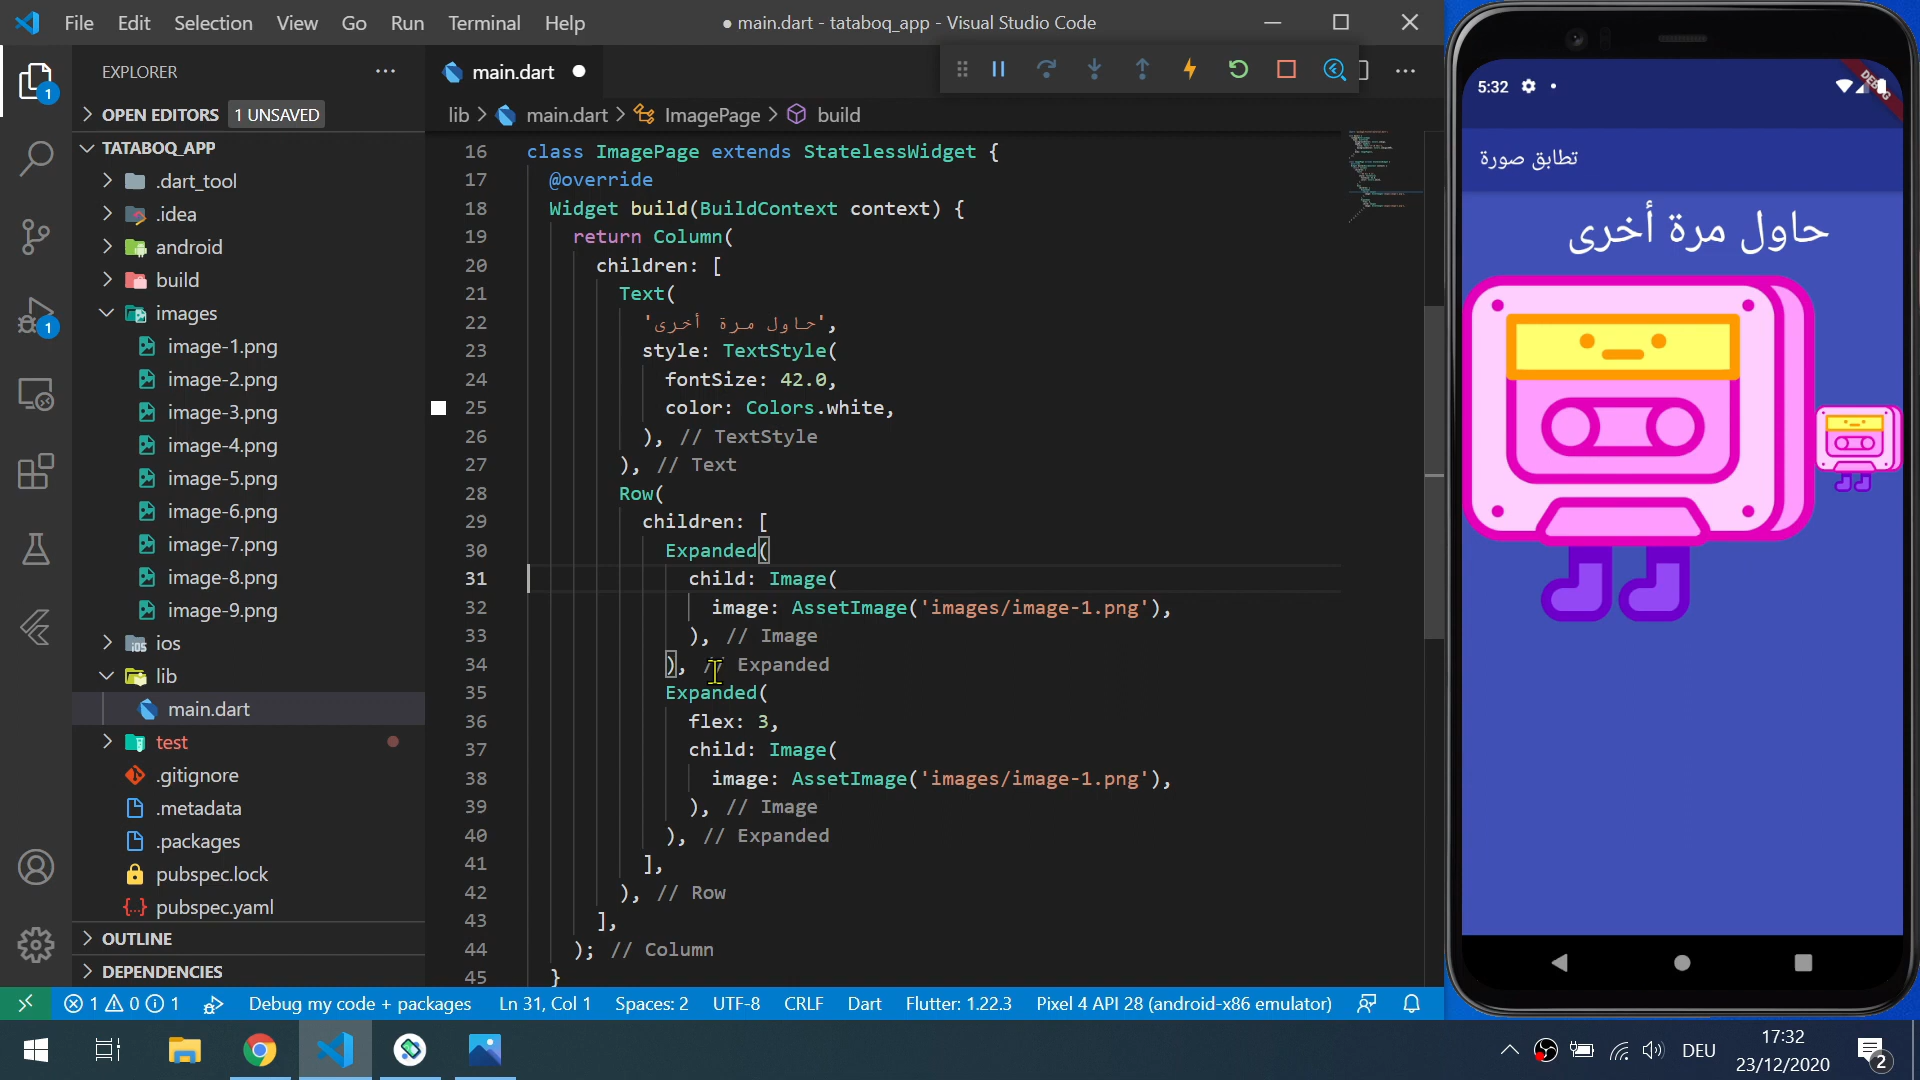 File Edit Selection View Go Run Terminal Help
● main.dart - tataboq_app - Visual Studio Code
EXPLORER
OPEN EDITORS 1 UNSAVED
TATABOQ_APP
.dart_tool
.idea
android
build
images
image-1.png
image-2.png
image-3.png
image-4.png
image-5.png
image-6.png
image-7.png
image-8.png
image-9.png
ios
lib
main.dart
test
.gitignore
.metadata
.packages
pubspec.lock
pubspec.yaml
OUTLINE
DEPENDENCIES
1
1
main.dart
lib > main.dart > ImagePage > build
16 class ImagePage extends StatelessWidget {
17 @override
18 Widget build(BuildContext context) {
19 return Column(
20 children: [
21 Text(
22 'حاول مرة أخرى',
23 style: TextStyle(
24 fontSize: 42.0,
25 color: Colors.white,
26 ), // TextStyle
27 ), // Text
28 Row(
29 children: [
30 Expanded(
31 child: Image(
32 image: AssetImage('images/image-1.png'),
33 ), // Image
34 ), // Expanded
35 Expanded(
36 flex: 3,
37 child: Image(
38 image: AssetImage('images/image-1.png'),
39 ), // Image
40 ), // Expanded
41 ],
42 ), // Row
43 ],
44 ); // Column
45 }
5:32
DEBUG
تطابق صورة
حاول مرة أخرى
1 0 1 Debug my code + packages Ln 31, Col 1 Spaces: 2 UTF-8 CRLF Dart Flutter: 1.22.3 Pixel 4 API 28 (android-x86 emulator)
DEU
17:32
23/12/2020
2